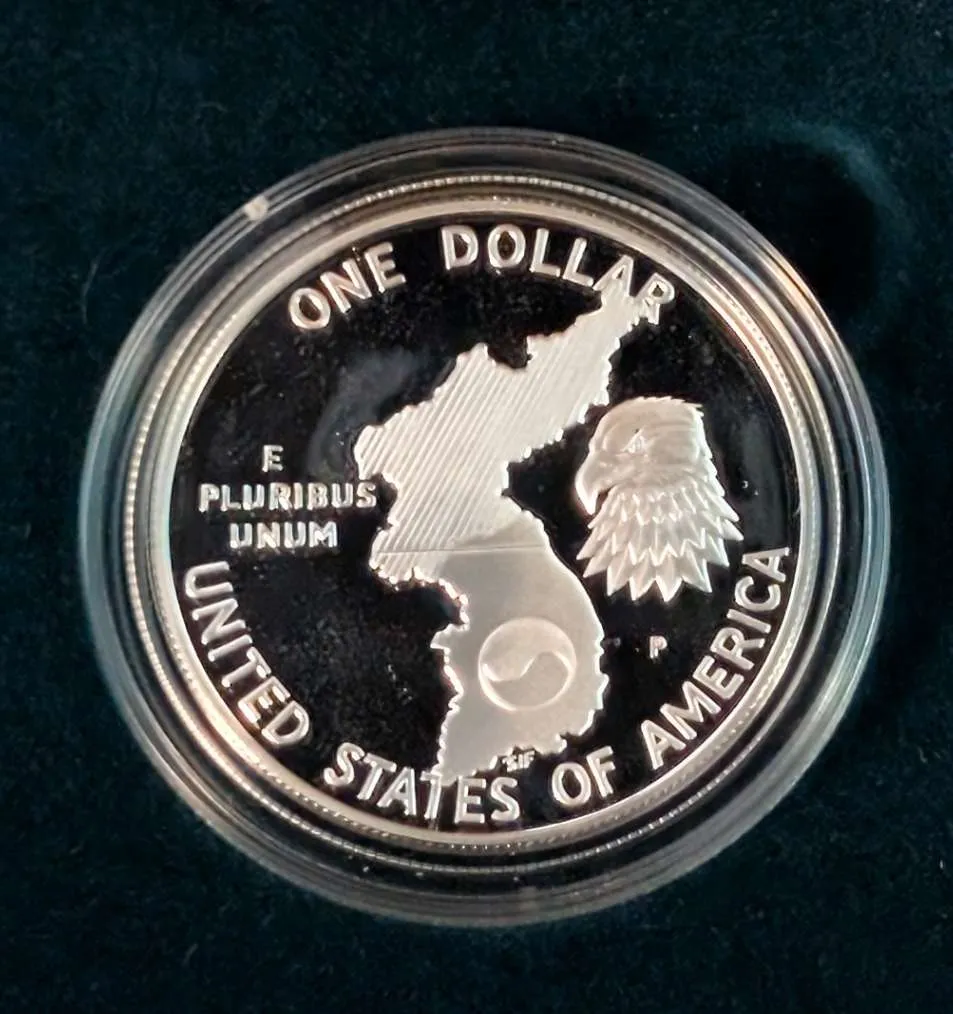 ONE DOLLAR
E
PLURIBUS
UNUM
P
UNITED STATES OF AMERICA